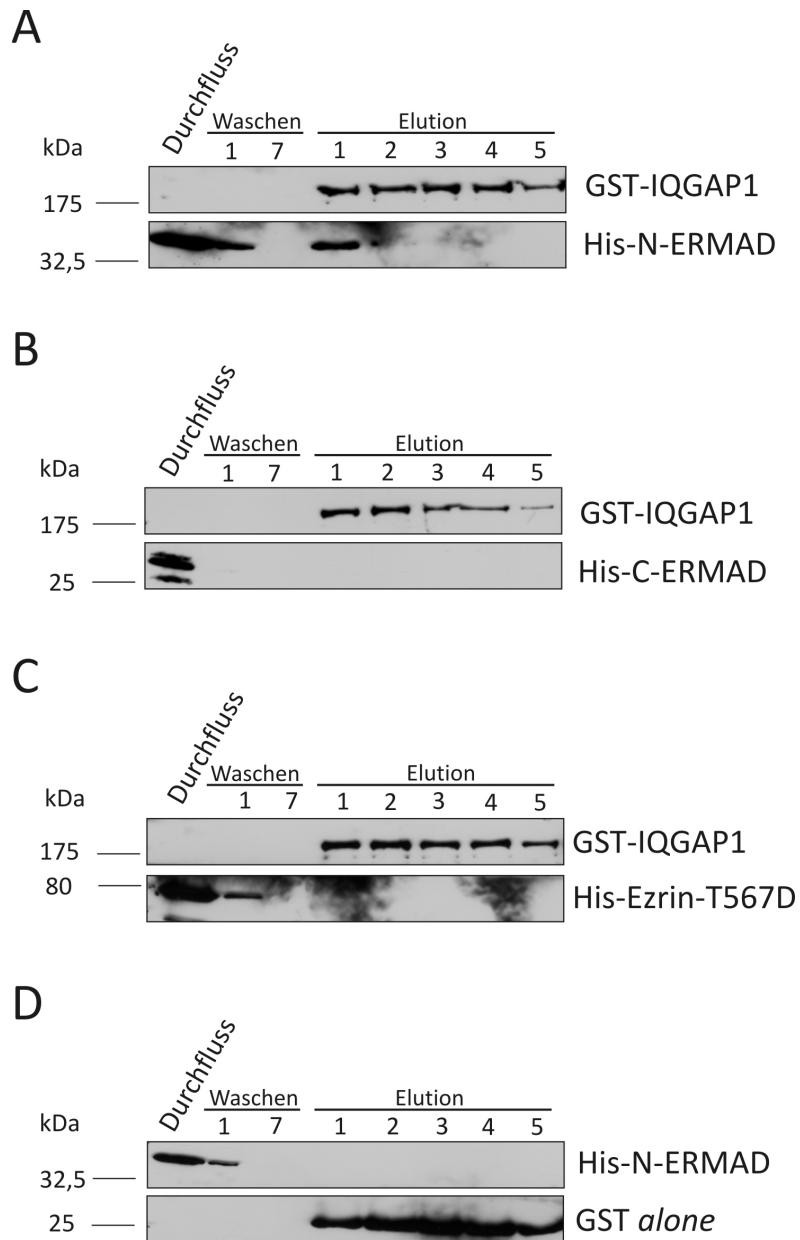 A
Durchfluss
Waschen Elution
kDa 1 7 1 2 3 4 5
GST-IQGAP1
175
His-N-ERMAD
32,5
B
Durchfluss
Waschen Elution
kDa 1 7 1 2 3 4 5
GST-IQGAP1
175
His-C-ERMAD
25
C
Durchfluss
Waschen Elution
kDa 1 7 1 2 3 4 5
GST-IQGAP1
175
80
His-Ezrin-T567D
D
Durchfluss
Waschen Elution
kDa 1 7 1 2 3 4 5
His-N-ERMAD
32,5
25 GST alone